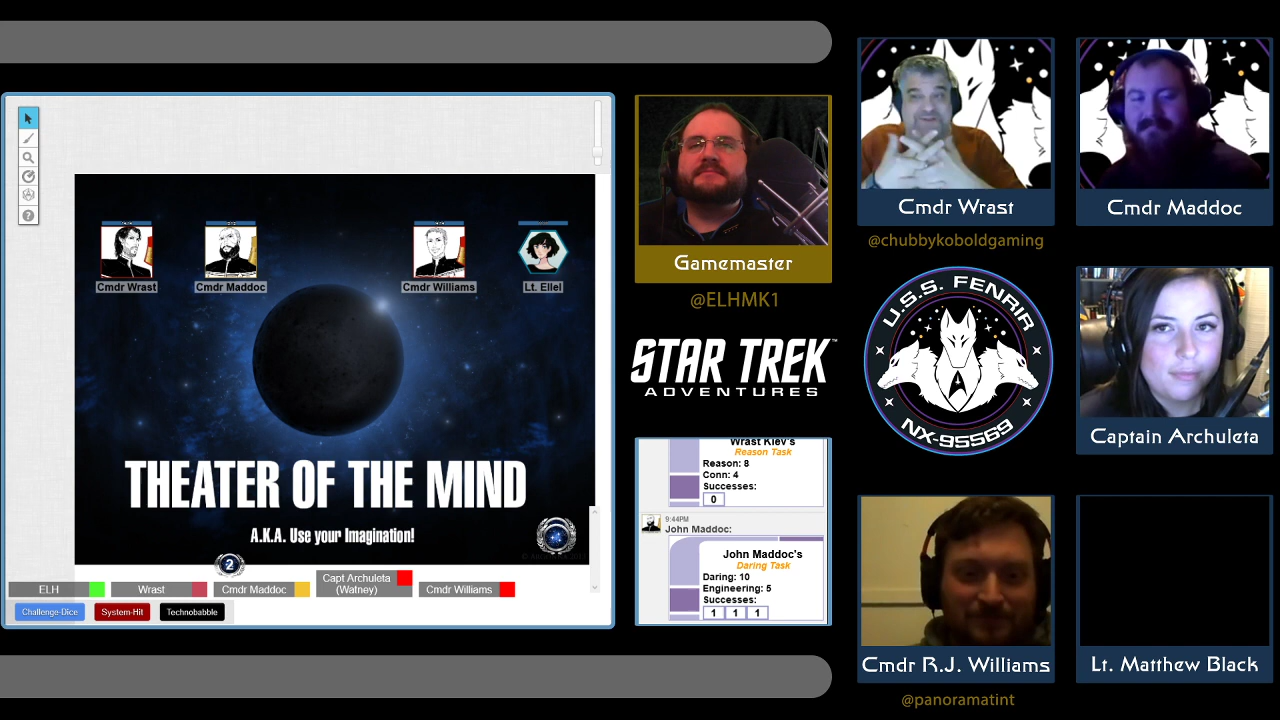 Cmdr Wrast
Cmdr Maddoc
Cmdr Williams
Lt. Ellel
THEATER OF THE MIND
A.K.A. Use your Imagination!
2
ELH
Wrast
Cmdr Maddoc
Capt Archuleta
(Watney)
Cmdr Williams
Challenge-Dice
System-Hit
Technobabble
Gamemaster
@ELHMK1
STAR TREK™
ADVENTURES
Wrast Kiev's
Reason Task
Reason: 8
Conn: 4
Successes:
0
9:44PM
John Maddoc:
John Maddoc's
Daring Task
Daring: 10
Engineering: 5
Successes:
1 1 1
Cmdr Wrast
@chubbykoboldgaming
Cmdr Maddoc
U.S.S. FENRIR
NX-95569
Captain Archuleta
Cmdr R.J. Williams
@panoramatint
Lt. Matthew Black